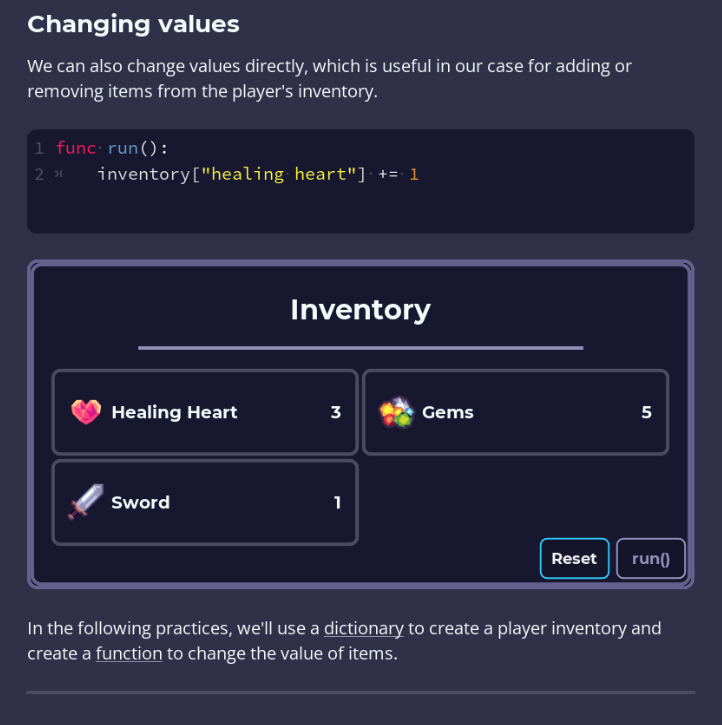 Changing values
We can also change values directly, which is useful in our case for adding or
removing items from the player's inventory.
1 func run():
2 inventory["healing heart"] += 1
Inventory
Healing Heart 3 Gems 5
Sword 1
Reset run()
In the following practices, we'll use a dictionary to create a player inventory and
create a function to change the value of items.